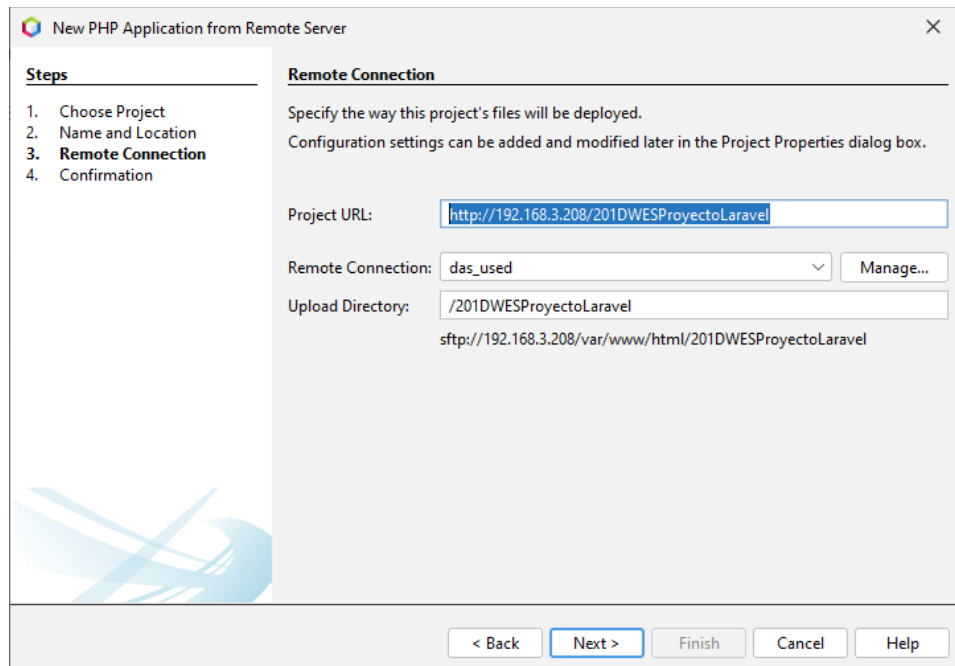 New PHP Application from Remote Server
Steps
1. Choose Project
2. Name and Location
3. Remote Connection
4. Confirmation
Remote Connection
Specify the way this project's files will be deployed.
Configuration settings can be added and modified later in the Project Properties dialog box.
Project URL: http://192.168.3.208/201DWESProyectoLaravel
Remote Connection: das_used Manage...
Upload Directory: /201DWESProyectoLaravel
sftp://192.168.3.208/var/www/html/201DWESProyectoLaravel
< Back Next > Finish Cancel Help